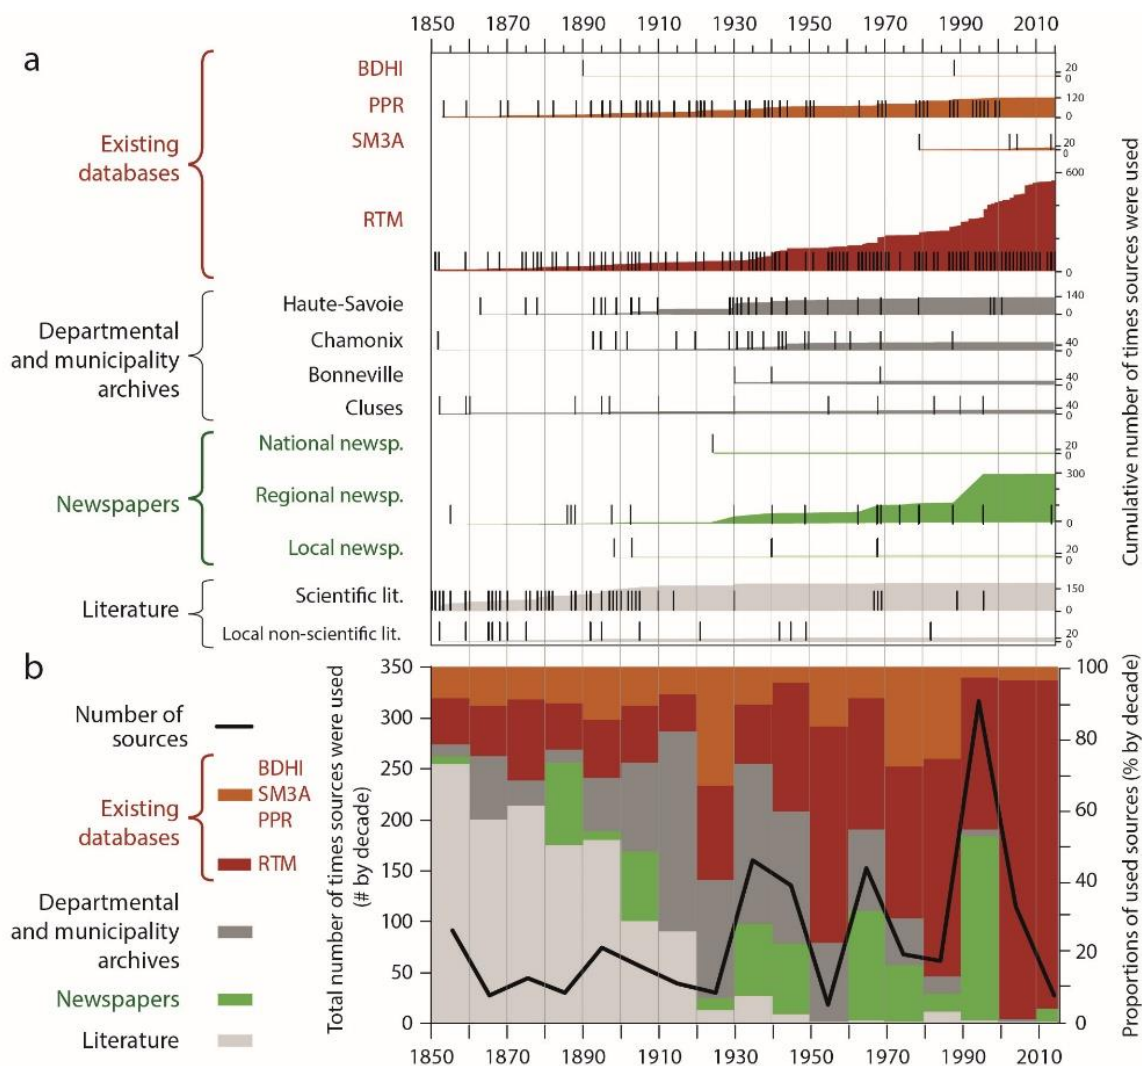 1850 1870 1890 1910 1930 1950 1970 1990 2010
a
Existing
databases
BDHI
20
0
PPR
120
0
SM3A
20
0
RTM
600
0
Departmental
and municipality
archives
Haute-Savoie
140
0
Chamonix
40
0
Bonneville
40
0
Cluses
40
0
Newspapers
National newsp.
20
0
Regional newsp.
300
0
Local newsp.
20
0
Literature
Scientific lit.
150
0
Local non-scientific lit.
20
0
Cumulative number of times sources were used
b
Number of
sources
Existing
databases
BDHI
SM3A
PPR
RTM
Departmental
and municipality
archives
Newspapers
Literature
Total number of times sources were used
(# by decade)
350
300
250
200
150
100
50
0
100
80
60
40
20
0
Proportions of used sources (% by decade)
1850 1870 1890 1910 1930 1950 1970 1990 2010